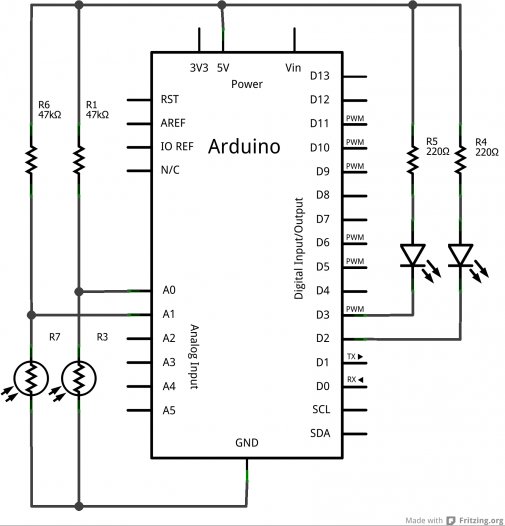 3V3 5V Vin
Power
R6
47kΩ
R1
47kΩ
RST
AREF
IO REF
N/C
Arduino
D13
D12
D11 PWM
D10 PWM
D9 PWM
D8
D7
D6 PWM
D5 PWM
D4
D3 PWM
D2
D1 TX
D0 RX
SCL
SDA
Digital Input/Output
R5
220Ω
R4
220Ω
A0
A1
A2
A3
A4
A5
Analog Input
R7
R3
GND
Made with Fritzing.org